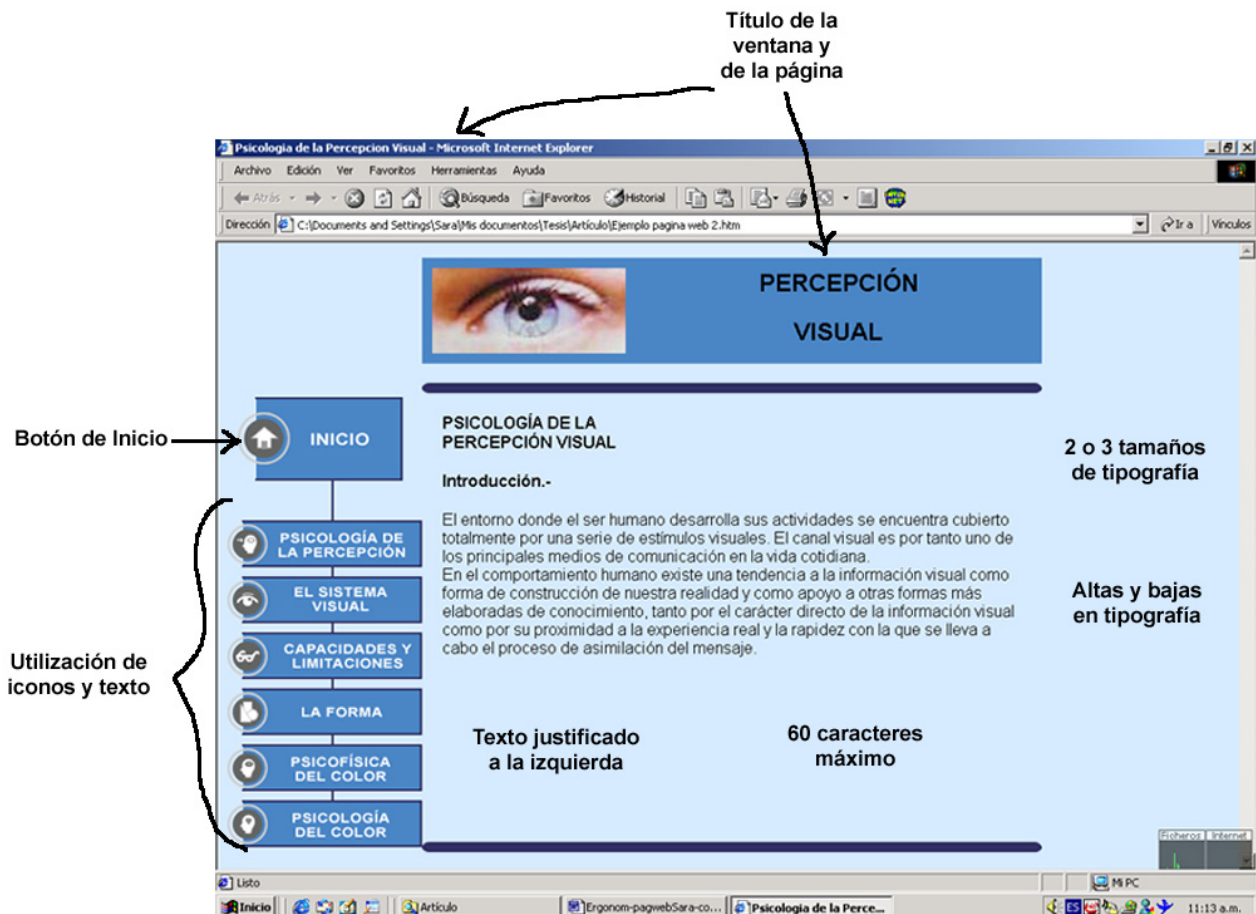 Título de la
ventana y
de la página
Psicologia de la Percepcion Visual - Microsoft Internet Explorer
Archivo Edición Ver Favoritos Herramientas Ayuda
Atrás Búsqueda Favoritos Historial
Dirección C:\Documents and Settings\Sara\Mis documentos\Tesis\Artículo\Ejemplo pagina web 2.htm Ir a Vínculos
PERCEPCIÓN
VISUAL
Botón de Inicio
INICIO
PSICOLOGÍA DE
LA PERCEPCIÓN
EL SISTEMA
VISUAL
CAPACIDADES Y
LIMITACIONES
LA FORMA
PSICOFÍSICA
DEL COLOR
PSICOLOGÍA
DEL COLOR
Utilización de
iconos y texto
PSICOLOGÍA DE LA
PERCEPCIÓN VISUAL
Introducción.-
El entorno donde el ser humano desarrolla sus actividades se encuentra cubierto
totalmente por una serie de estímulos visuales. El canal visual es por tanto uno de
los principales medios de comunicación en la vida cotidiana.
En el comportamiento humano existe una tendencia a la información visual como
forma de construcción de nuestra realidad y como apoyo a otras formas más
elaboradas de conocimiento, tanto por el carácter directo de la información visual
como por su proximidad a la experiencia real y la rapidez con la que se lleva a
cabo el proceso de asimilación del mensaje.
2 o 3 tamaños
de tipografía
Altas y bajas
en tipografía
Texto justificado
a la izquierda
60 caracteres
máximo
Ficheros Internet
Listo Mi PC
Inicio Artículo Ergonom-pagwebSara-co... Psicologia de la Perce... ES 11:13 a.m.